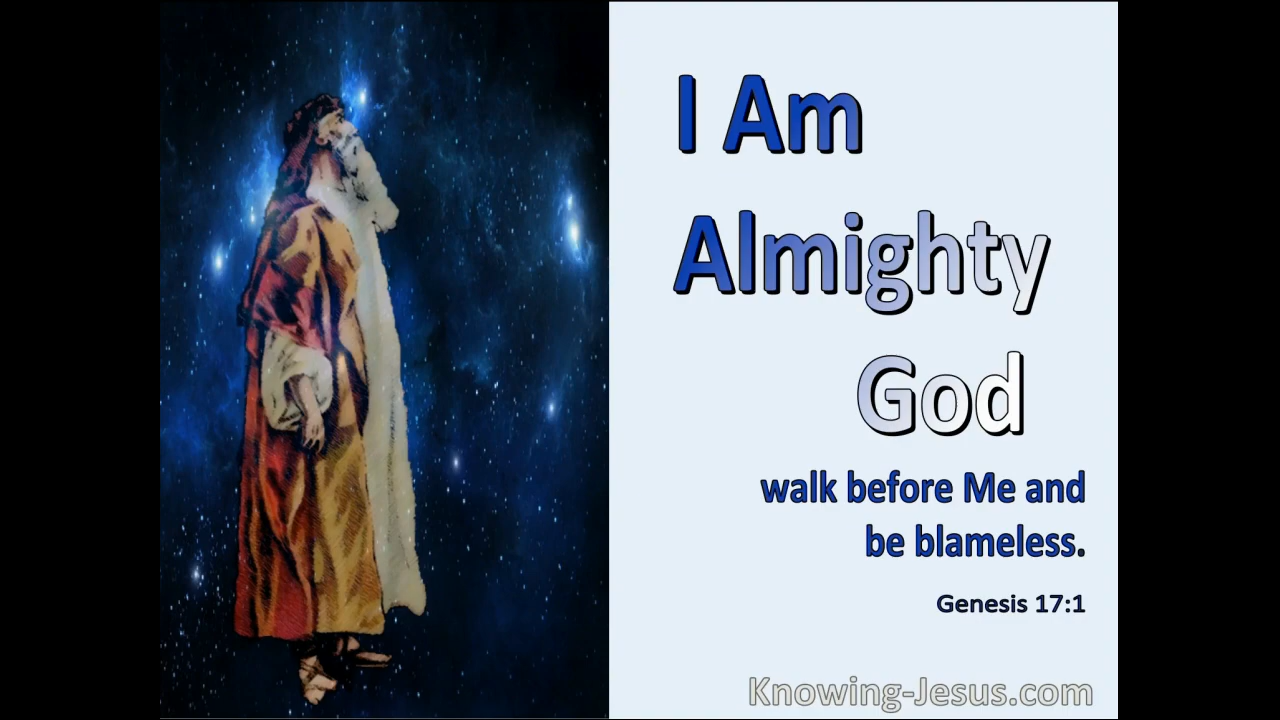 I Am
Almighty
God
walk before Me and
be blameless.
Genesis 17:1
Knowing-Jesus.com